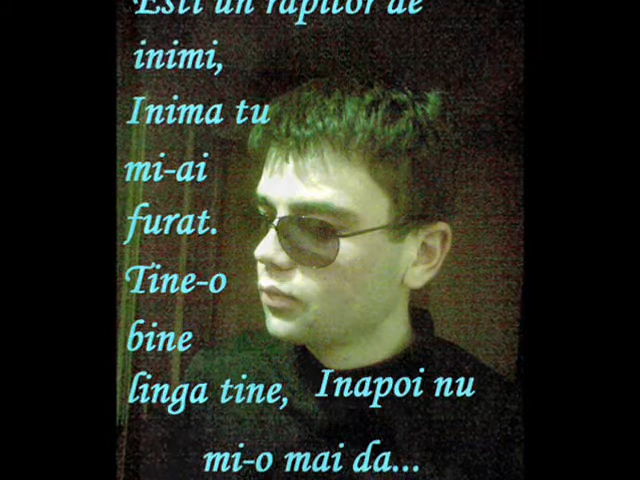 Esti un rapitor de
inimi,
Inima tu
mi-ai
furat.
Tine-o
bine
linga tine, Inapoi nu
mi-o mai da...